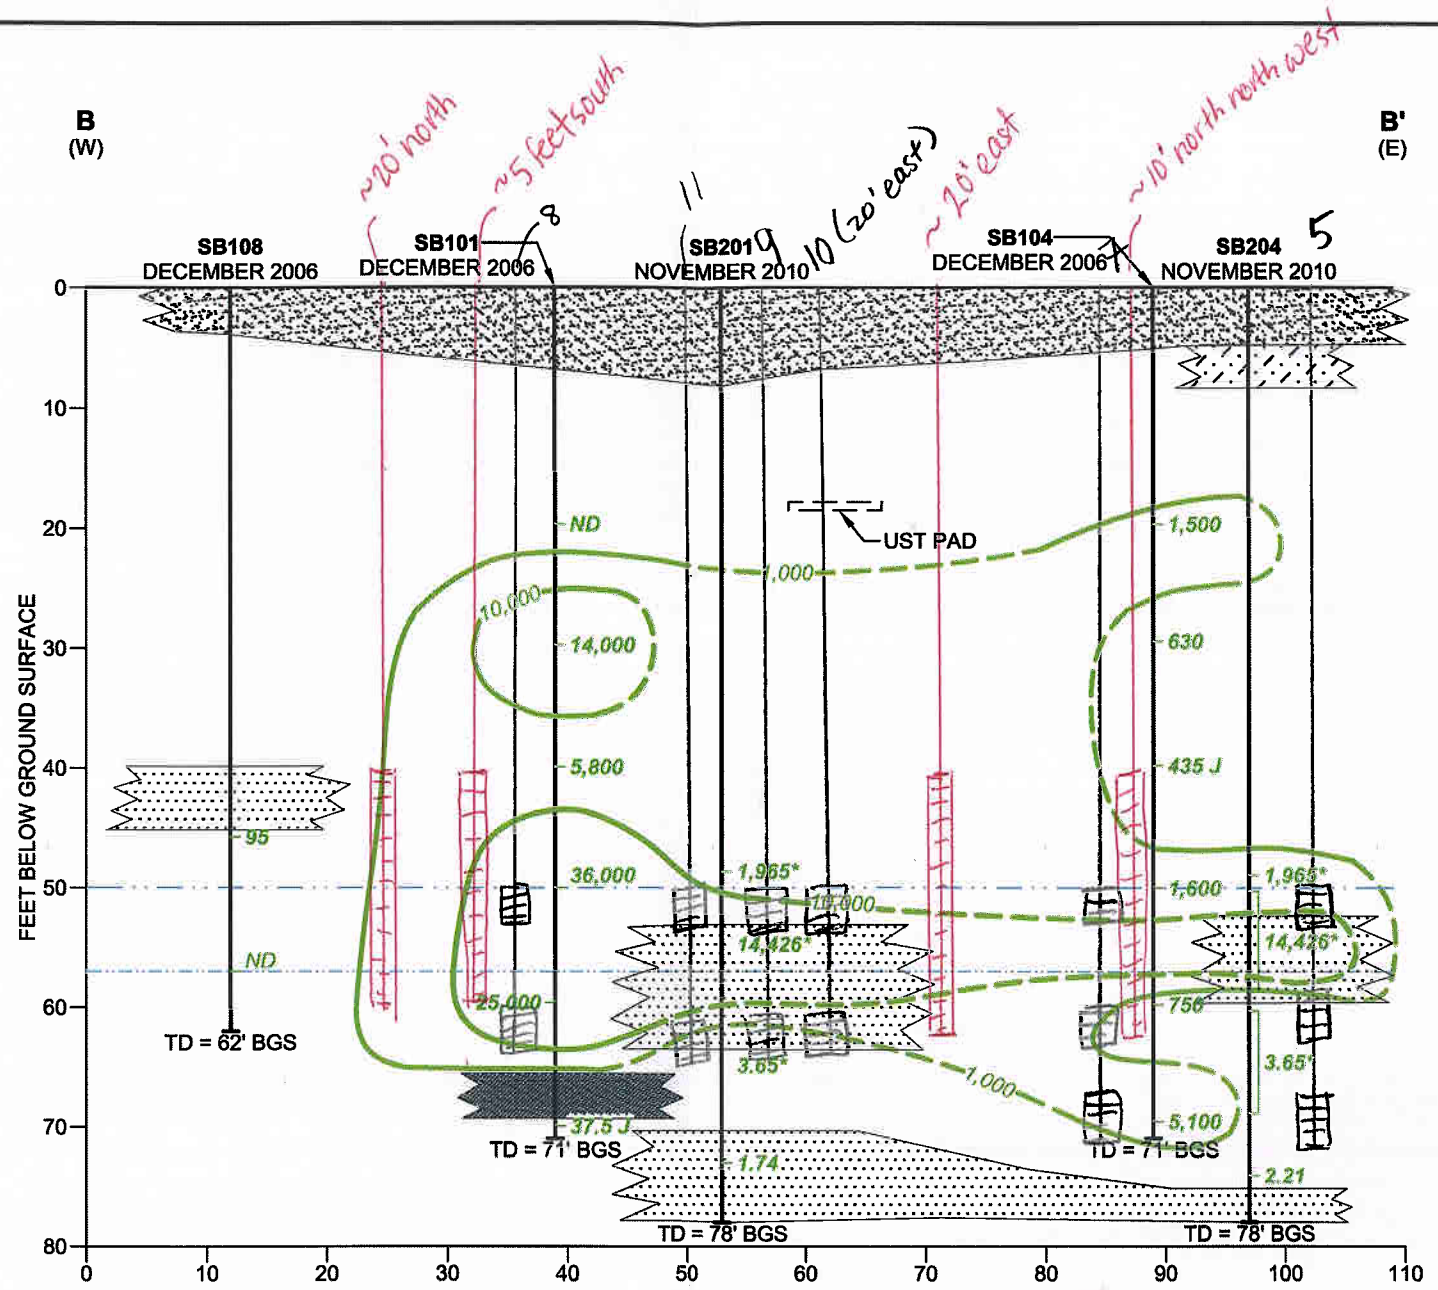 ~20' north
~5 feet south
~20' east
~10' north north west
B
(W)
B'
(E)
11
8
9
10 (20' east)
5
SB108
DECEMBER 2006
SB101
DECEMBER 2006
SB201
NOVEMBER 2010
SB104
DECEMBER 2006
SB204
NOVEMBER 2010
FEET BELOW GROUND SURFACE
0
10
20
30
40
50
60
70
80
ND
1,500
UST PAD
1,000
10,000
14,000
630
5,800
435 J
95
36,000
1,965*
1,600
1,965*
10,000
14,426*
14,426*
ND
25,000
756
TD = 62' BGS
3.65*
3.65*
1,000
37.5 J
5,100
TD = 71' BGS
TD = 71' BGS
1.74
2.21
TD = 78' BGS
TD = 78' BGS
0 10 20 30 40 50 60 70 80 90 100 110